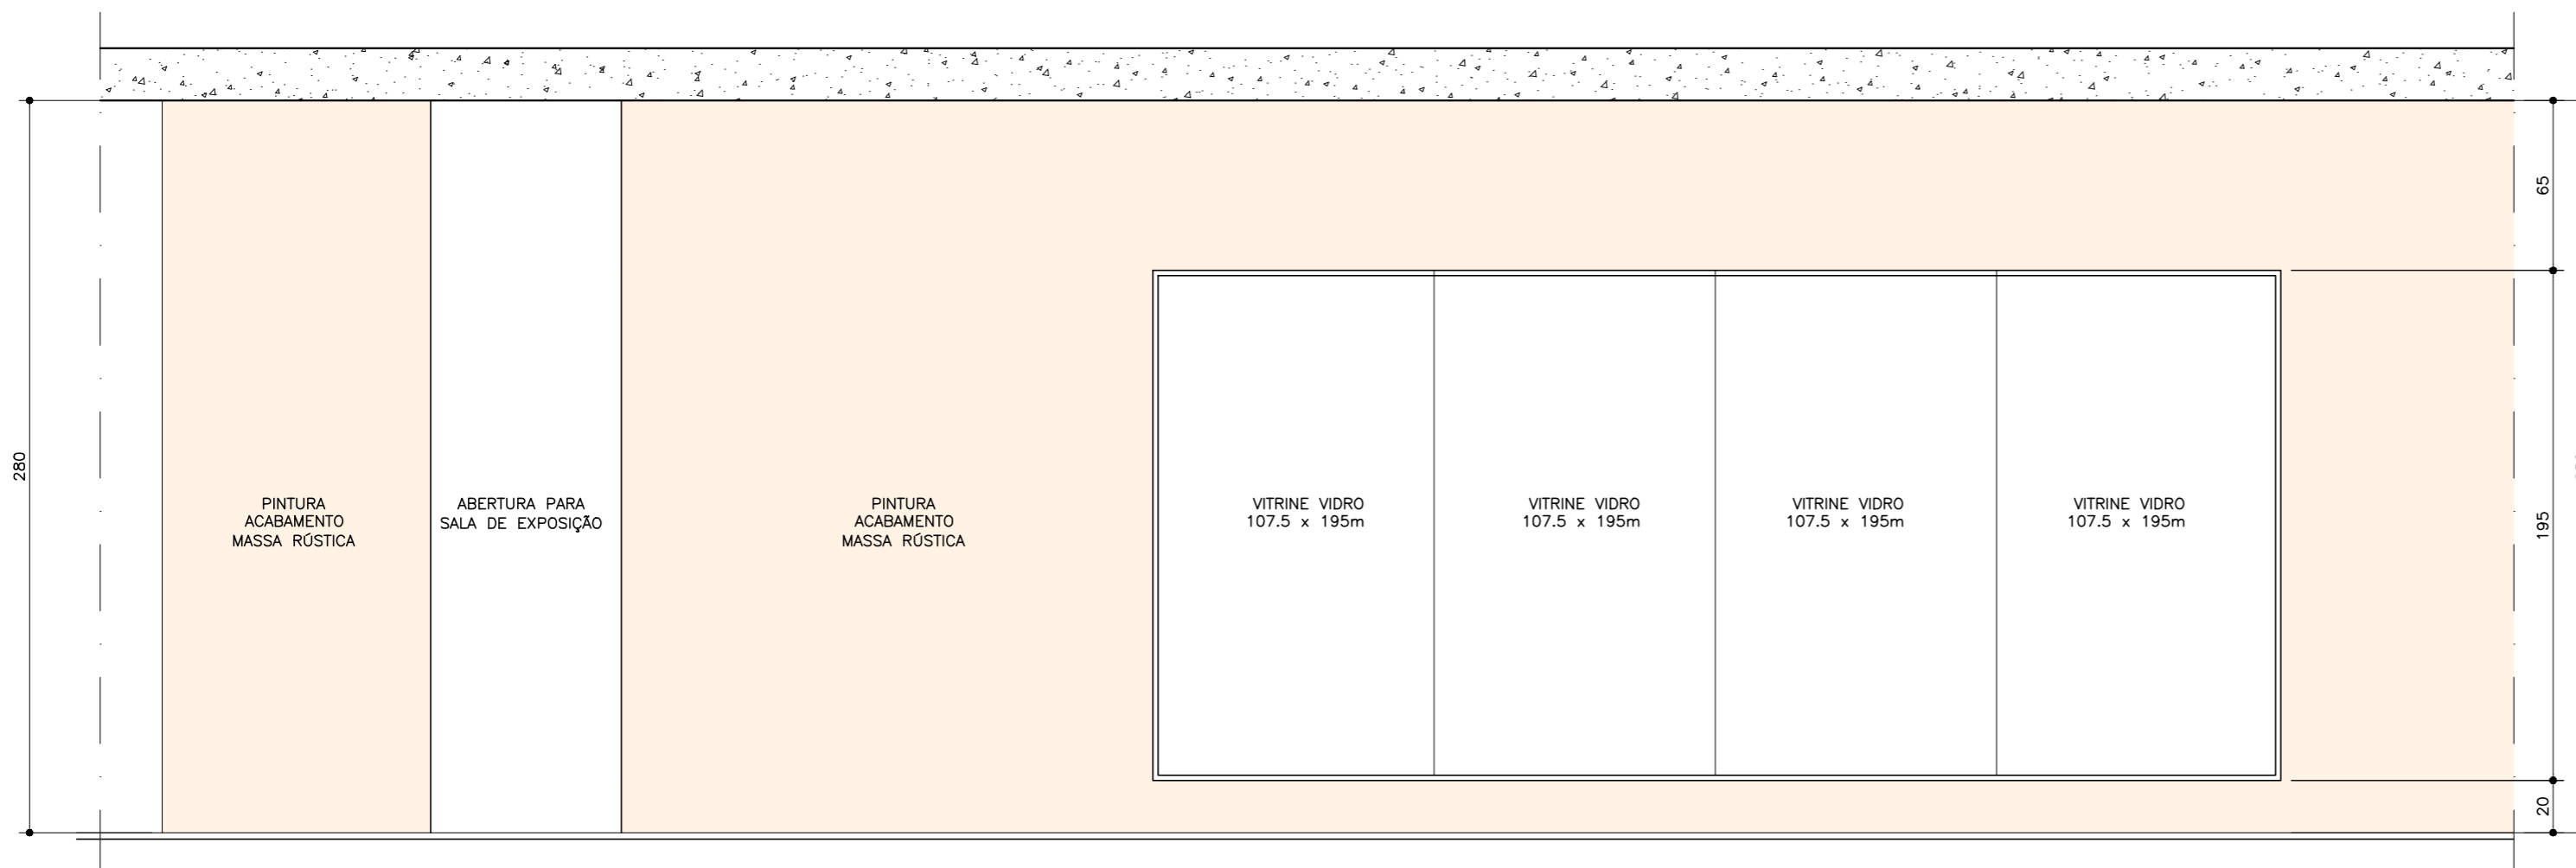 280
PINTURA
ACABAMENTO
MASSA RÚSTICA
ABERTURA PARA
SALA DE EXPOSIÇÃO
PINTURA
ACABAMENTO
MASSA RÚSTICA
VITRINE VIDRO
107.5 x 195m
VITRINE VIDRO
107.5 x 195m
VITRINE VIDRO
107.5 x 195m
VITRINE VIDRO
107.5 x 195m
65
195
20